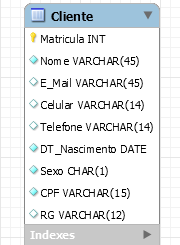 Cliente
Matricula INT
Nome VARCHAR(45)
E_Mail VARCHAR(45)
Celular VARCHAR(14)
Telefone VARCHAR(14)
DT_Nascimento DATE
Sexo CHAR(1)
CPF VARCHAR(15)
RG VARCHAR(12)
Indexes